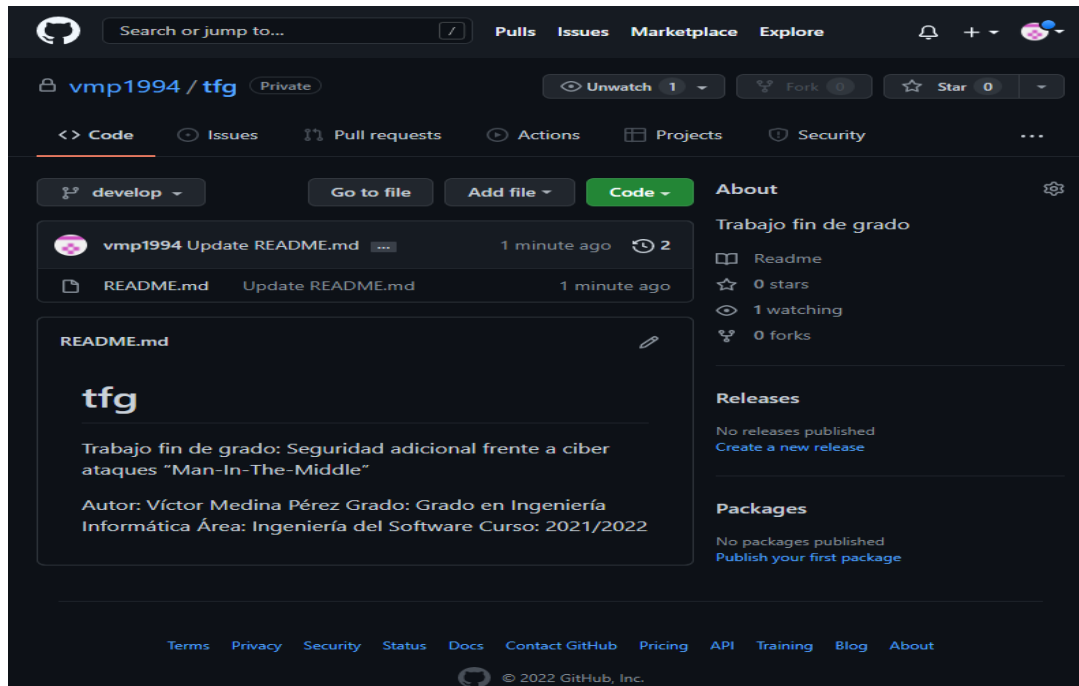 Search or jump to... /
Pulls Issues Marketplace Explore
vmp1994 / tfg Private
Unwatch 1 Fork 0 Star 0
Code Issues Pull requests Actions Projects Security ...
develop
Go to file Add file Code
vmp1994 Update README.md ... 1 minute ago 2
README.md Update README.md 1 minute ago
README.md
tfg
Trabajo fin de grado: Seguridad adicional frente a ciber
ataques “Man-In-The-Middle”
Autor: Víctor Medina Pérez Grado: Grado en Ingeniería
Informática Área: Ingeniería del Software Curso: 2021/2022
About
Trabajo fin de grado
Readme
0 stars
1 watching
0 forks
Releases
No releases published
Create a new release
Packages
No packages published
Publish your first package
Terms Privacy Security Status Docs Contact GitHub Pricing API Training Blog About
© 2022 GitHub, Inc.